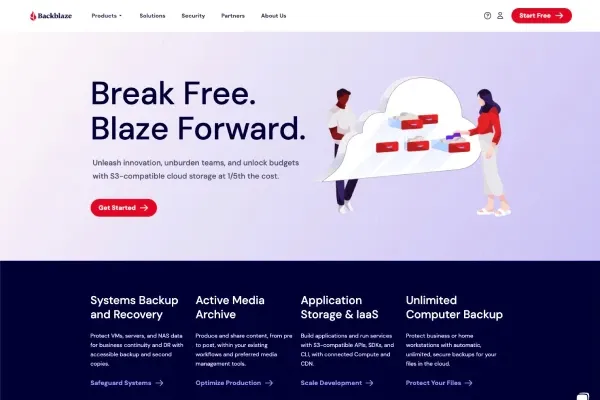 Backblaze Products Solutions Security Partners About Us Start Free →
Break Free.
Blaze Forward.
Unleash innovation, unburden teams, and unlock budgets
with S3-compatible cloud storage at 1/5th the cost.
Get Started →
Systems Backup
and Recovery
Protect VMs, servers, and NAS data
for business continuity and DR with
accessible backup and second
copies.
Safeguard Systems →
Active Media
Archive
Produce and share content, from pre
to post, within your existing
workflows and preferred media
management tools.
Optimize Production →
Application
Storage & IaaS
Build applications and run services
with S3-compatible APIs, SDKs, and
CLI, with connected Compute and
CDN.
Scale Development →
Unlimited
Computer Backup
Protect business or home
workstations with automatic,
unlimited, secure backups for your
files in the cloud.
Protect Your Files →